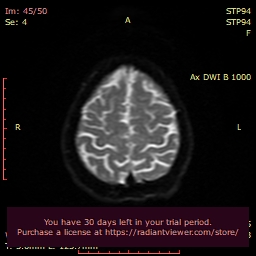 Im: 45/50
Se: 4
A
STP94
STP94
F
Ax DWI B 1000
R
L
You have 30 days left in your trial period.
Purchase a license at https://radiantviewer.com/store/